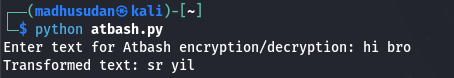 ┌──(madhusudan㉿kali)-[~]
└─$ python atbash.py
Enter text for Atbash encryption/decryption: hi bro
Transformed text: sr yil